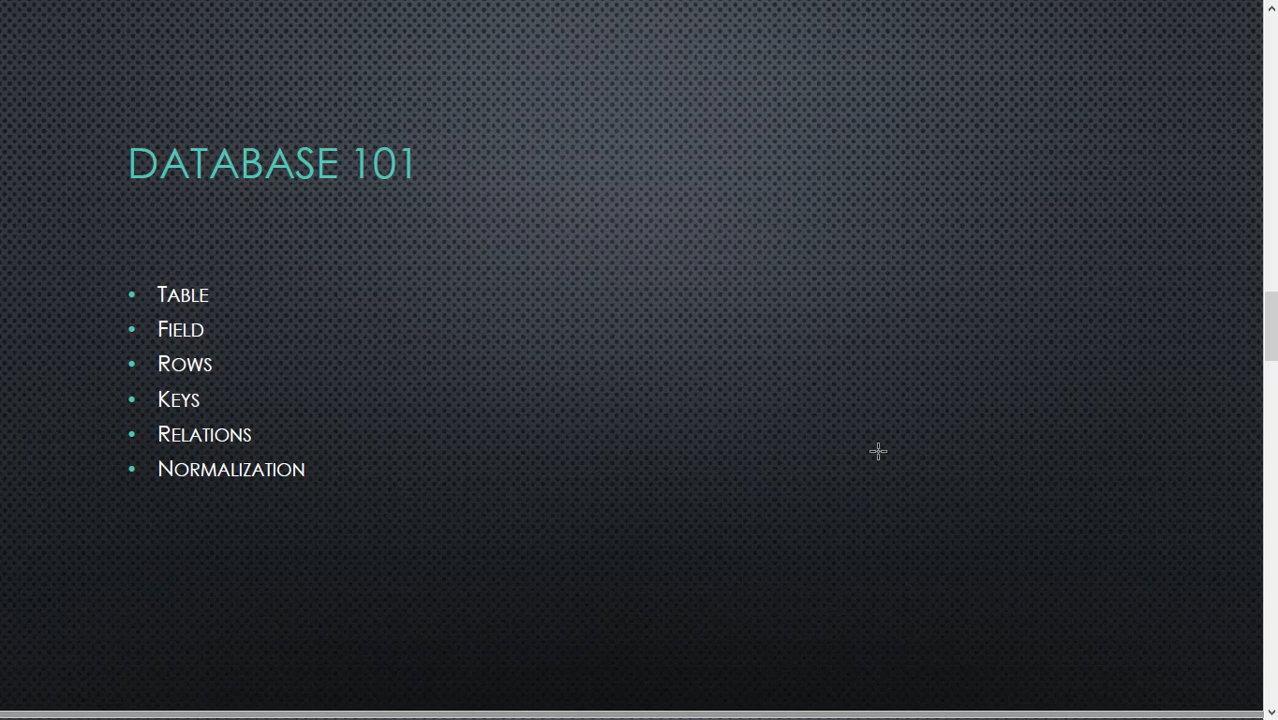 DATABASE 101
• TABLE
• FIELD
• ROWS
• KEYS
• RELATIONS
• NORMALIZATION